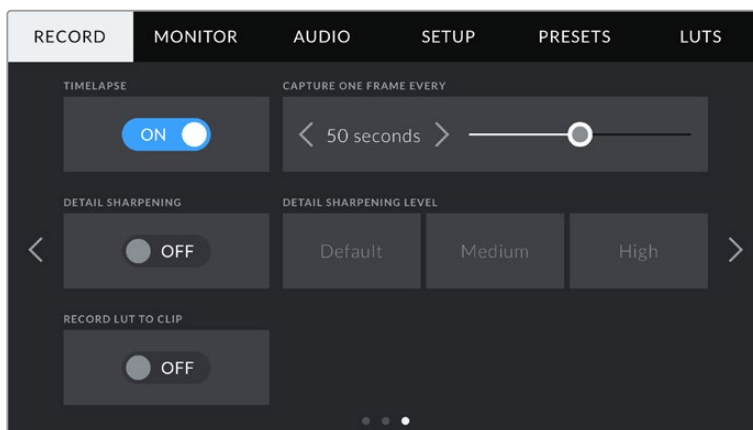 RECORD MONITOR AUDIO SETUP PRESETS LUTS
TIMELAPSE CAPTURE ONE FRAME EVERY
ON 50 seconds
DETAIL SHARPENING DETAIL SHARPENING LEVEL
OFF Default Medium High
RECORD LUT TO CLIP
OFF